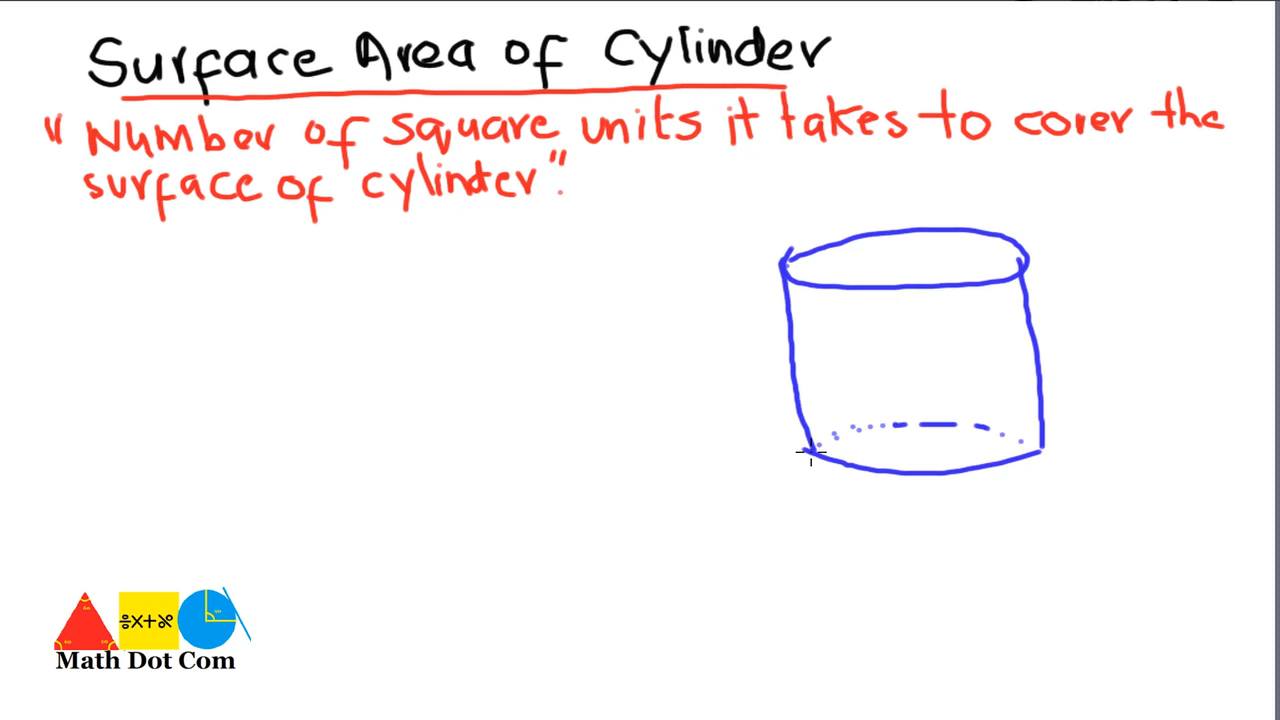 Surface Area of Cylinder
"Number of square units it takes to cover the
surface of cylinder".
÷x+%
Math Dot Com